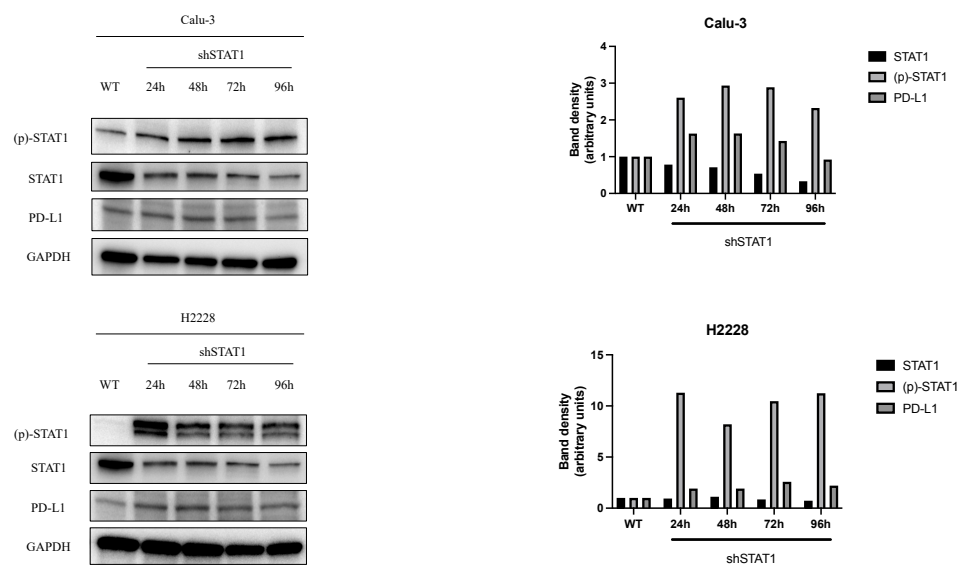 Calu-3
shSTAT1
WT 24h 48h 72h 96h
(p)-STAT1
STAT1
PD-L1
GAPDH
Calu-3
Band density
(arbitrary units)
4
3
2
1
0
WT 24h 48h 72h 96h
shSTAT1
STAT1
(p)-STAT1
PD-L1
H2228
shSTAT1
WT 24h 48h 72h 96h
(p)-STAT1
STAT1
PD-L1
GAPDH
H2228
Band density
(arbitrary units)
15
10
5
0
WT 24h 48h 72h 96h
shSTAT1
STAT1
(p)-STAT1
PD-L1